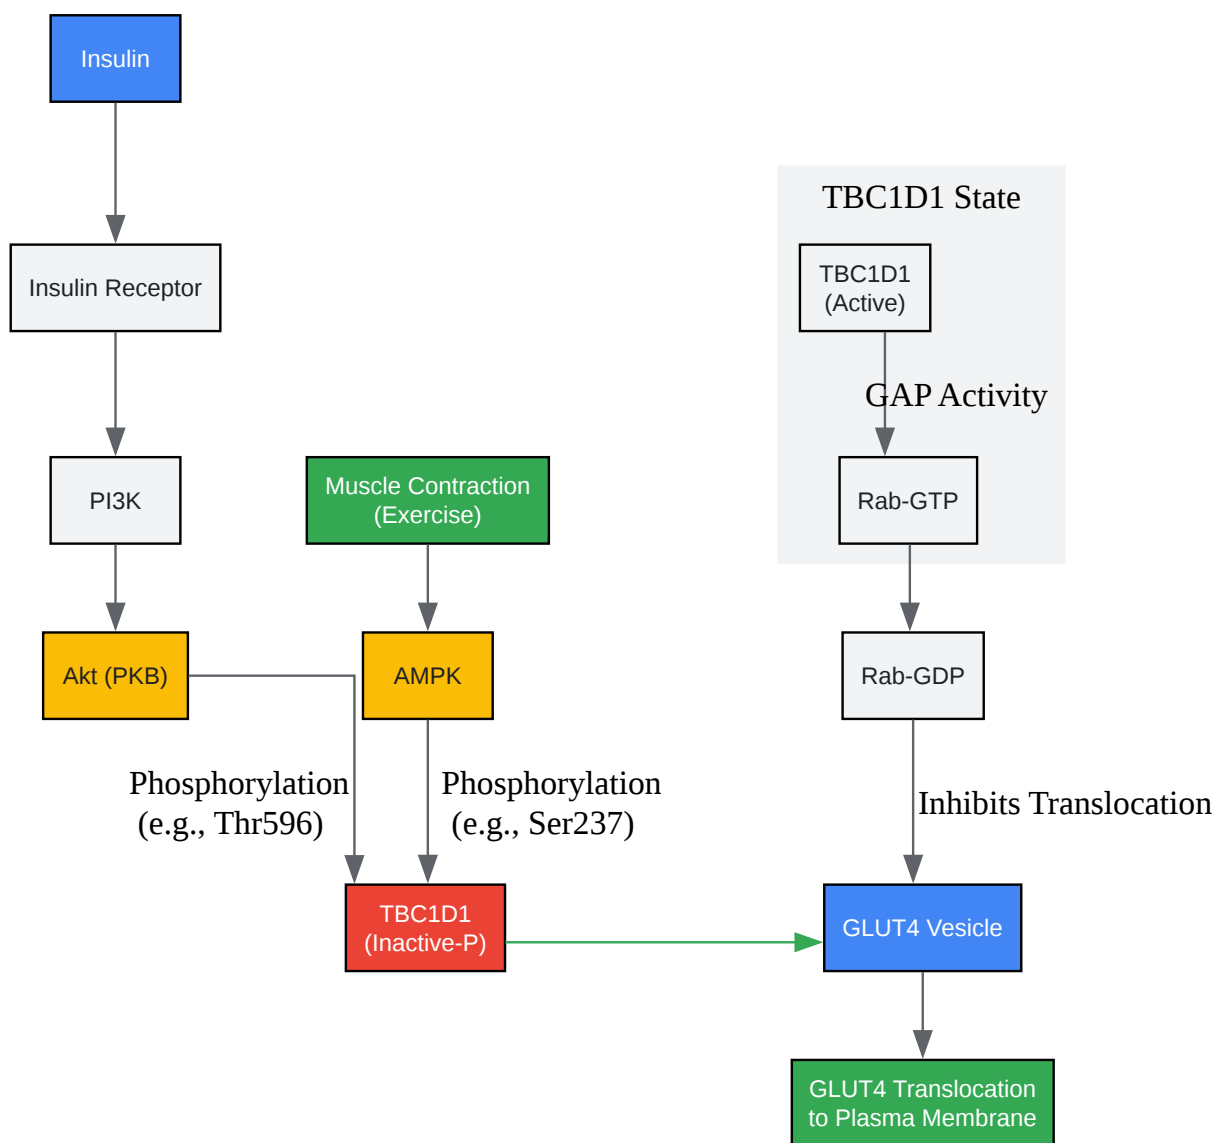 Insulin
TBC1D1 State
Insulin Receptor
TBC1D1
(Active)
GAP Activity
PI3K
Muscle Contraction
(Exercise)
Rab-GTP
Akt (PKB)
AMPK
Rab-GDP
Phosphorylation
(e.g., Thr596)
Phosphorylation
(e.g., Ser237)
Inhibits Translocation
TBC1D1
(Inactive-P)
GLUT4 Vesicle
GLUT4 Translocation
to Plasma Membrane